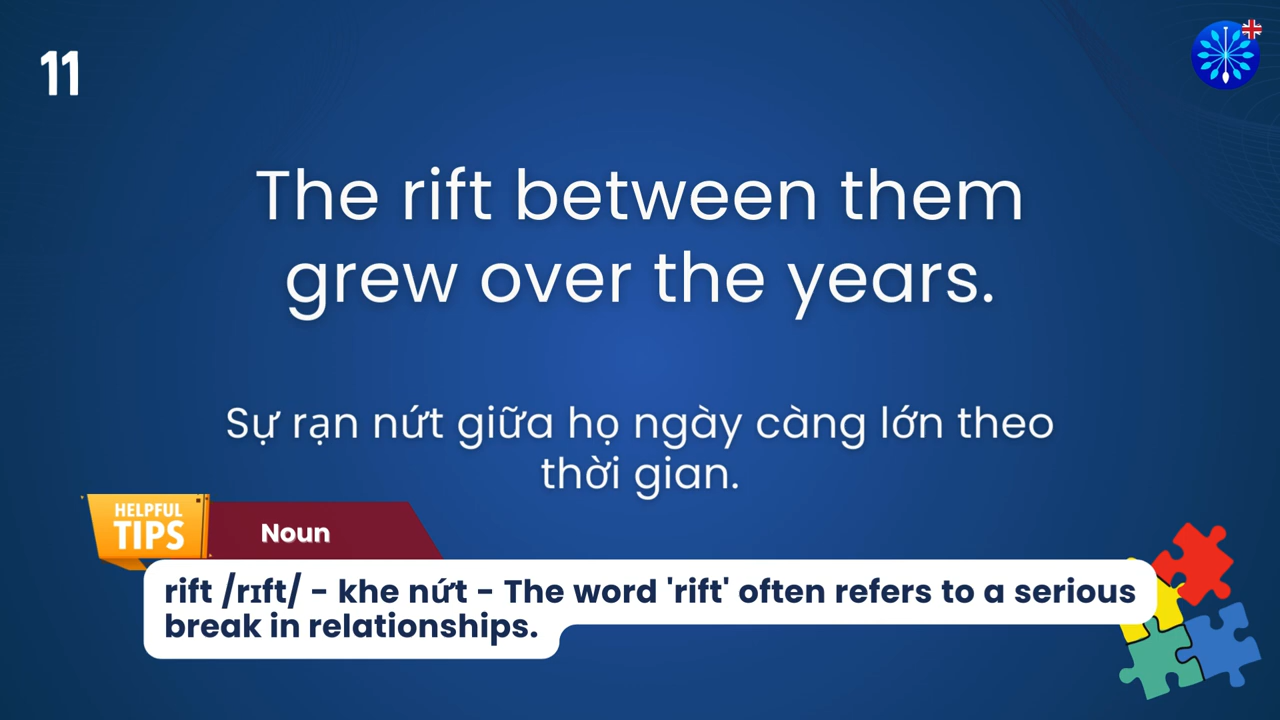 11
The rift between them
grew over the years.
Sự rạn nứt giữa họ ngày càng lớn theo
thời gian.
HELPFUL
TIPS
Noun
rift /rɪft/ - khe nứt - The word 'rift' often refers to a serious
break in relationships.